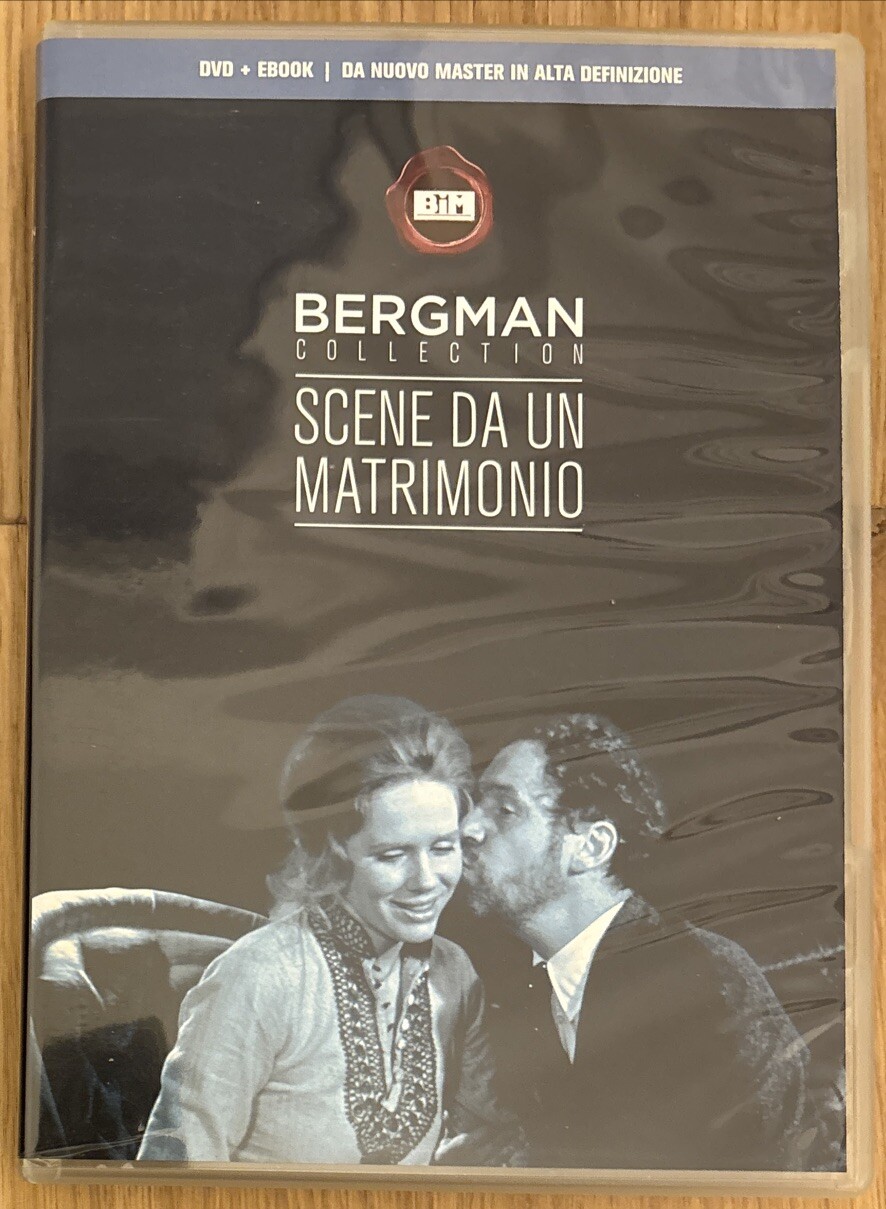 DVD + EBOOK | DA NUOVO MASTER IN ALTA DEFINIZIONE
BiM
BERGMAN
COLLECTION
SCENE DA UN
MATRIMONIO